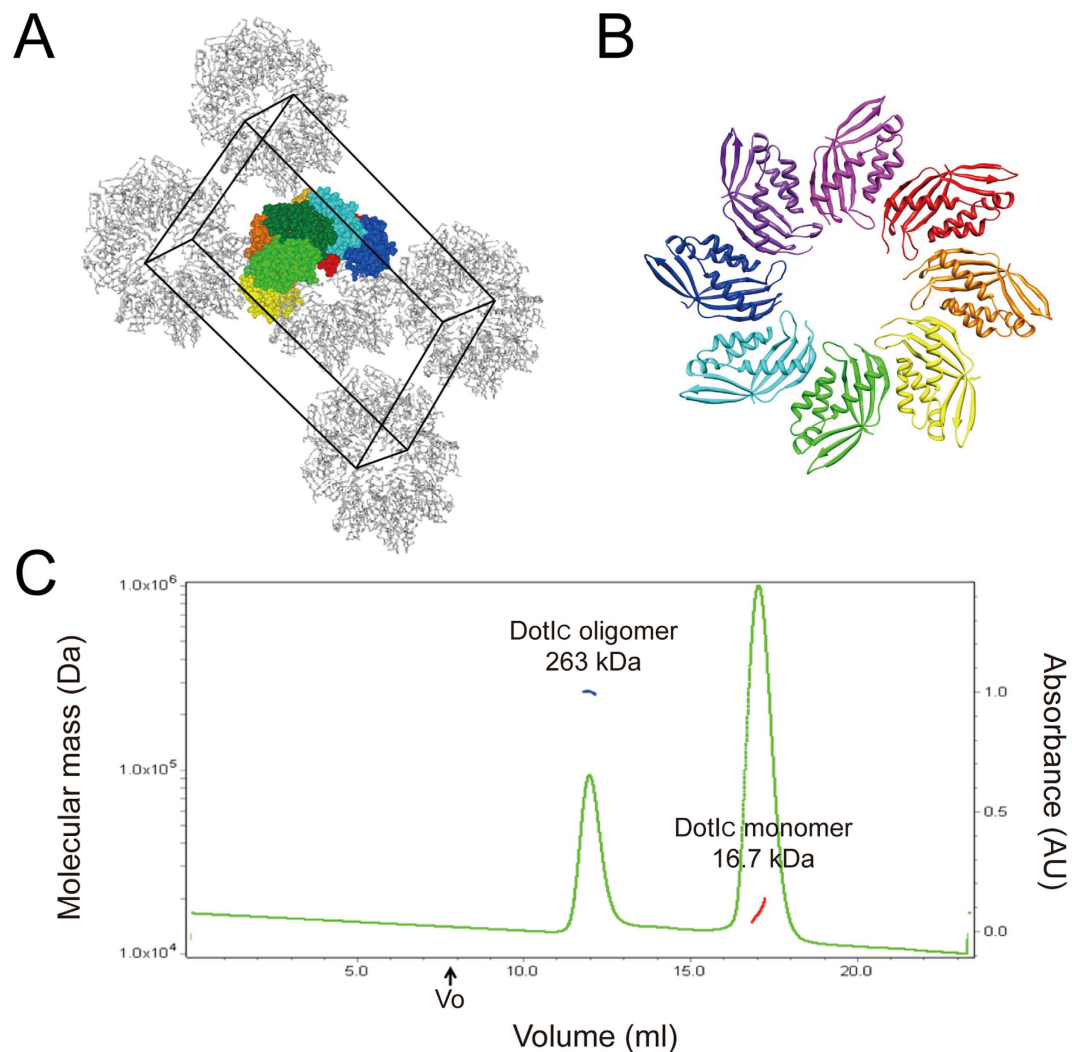 A
B
C
Molecular mass (Da)
1.0x10⁶
1.0x10⁵
1.0x10⁴
DotIC oligomer
263 kDa
DotIC monomer
16.7 kDa
1.0
0.5
0.0
Absorbance (AU)
5.0
10.0
15.0
20.0
Vo
Volume (ml)